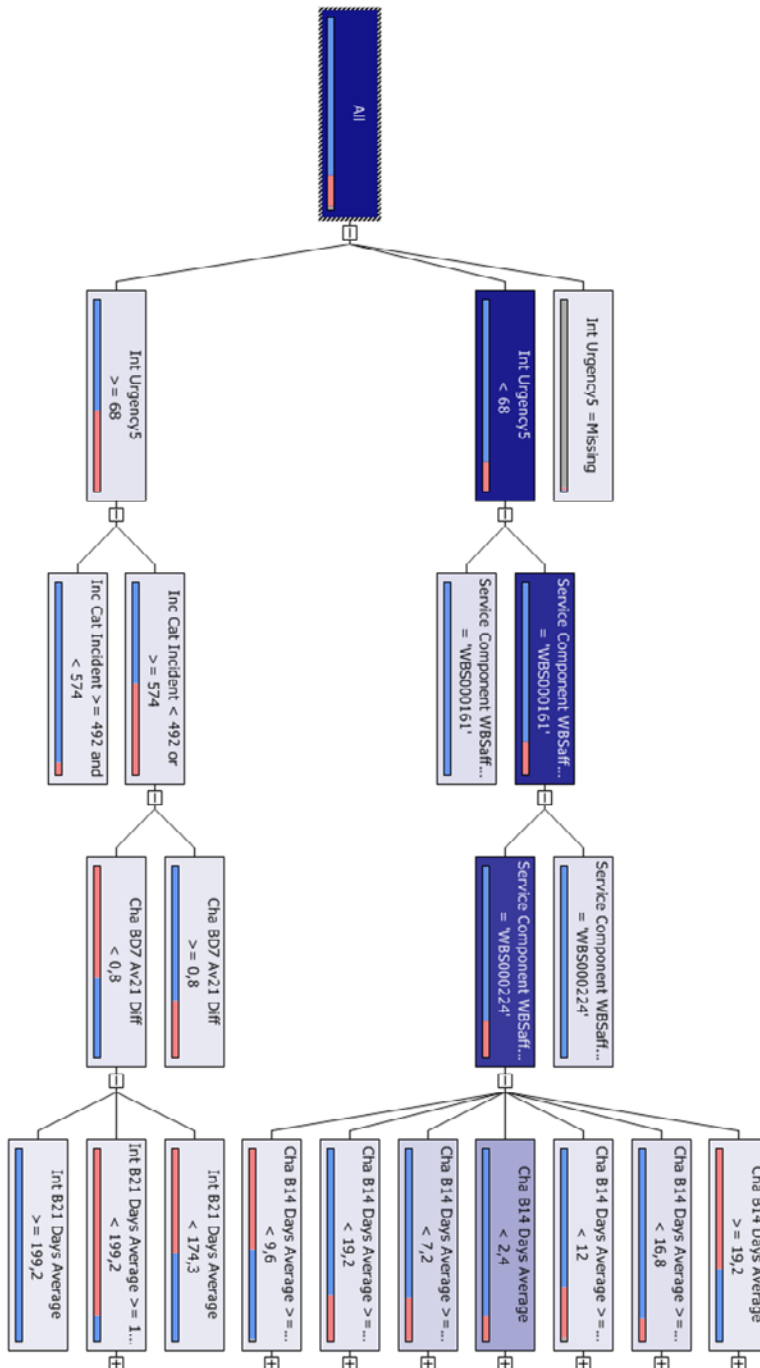 All
Int Urgency5 =Missing
Int Urgency5
< 68
Int Urgency5
>= 68
Service Component WBSaff...
= 'WBS000161'
Service Component WBSaff...
= 'WBS000161'
Inc Cat Incident < 492 or
>= 574
Inc Cat Incident >= 492 and
< 574
Service Component WBSaff...
= 'WBS000224'
Service Component WBSaff...
= 'WBS000224'
Cha BD7 Av21 Diff
>= 0,8
Cha BD7 Av21 Diff
< 0,8
Cha B14 Days Average
>= 19,2
Cha B14 Days Average >=...
< 16,8
Cha B14 Days Average >=...
< 12
Cha B14 Days Average
< 2,4
Cha B14 Days Average >=...
< 7,2
Cha B14 Days Average >=...
< 19,2
Cha B14 Days Average >=...
< 9,6
Int B21 Days Average
< 174,3
Int B21 Days Average >= 1...
< 199,2
Int B21 Days Average
>= 199,2